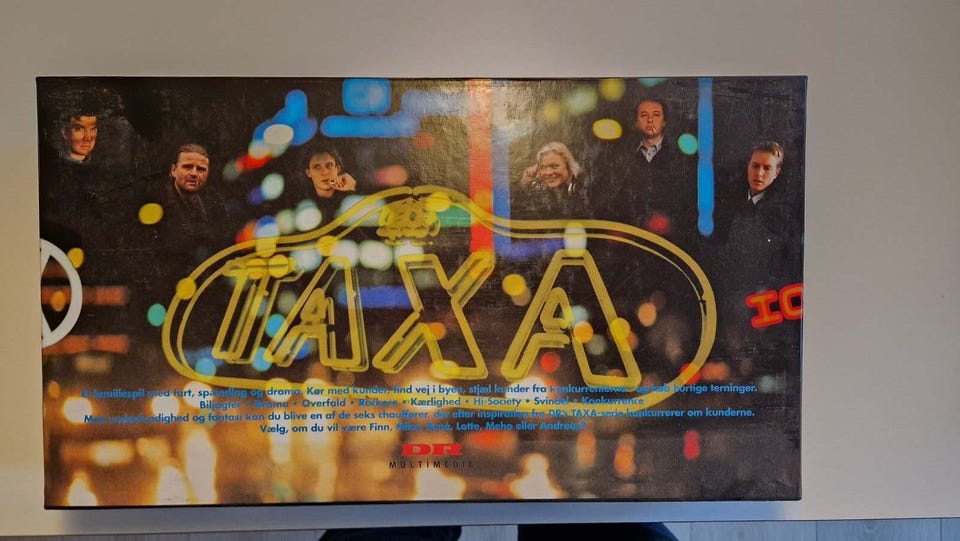 TAXA
IC
familiespil med fart, spænding og drama. Kør med kunder, find vej i byen, stjæl kunder fra konkurrenterne og køb hurtige terninger.
Biljagter • Drama • Overfald • Rockere • Kærlighed • Hi-Society • Svindel • Konkurrence
Med snarrådighed og fantasi kan du blive en af de seks chauffører, der efter inspiration fra DR's TAXA-serie konkurrerer om kunderne.
Vælg, om du vil være Finn, Mike, René, Lotte, Meho eller Andreas?
DR
MULTIMEDIE